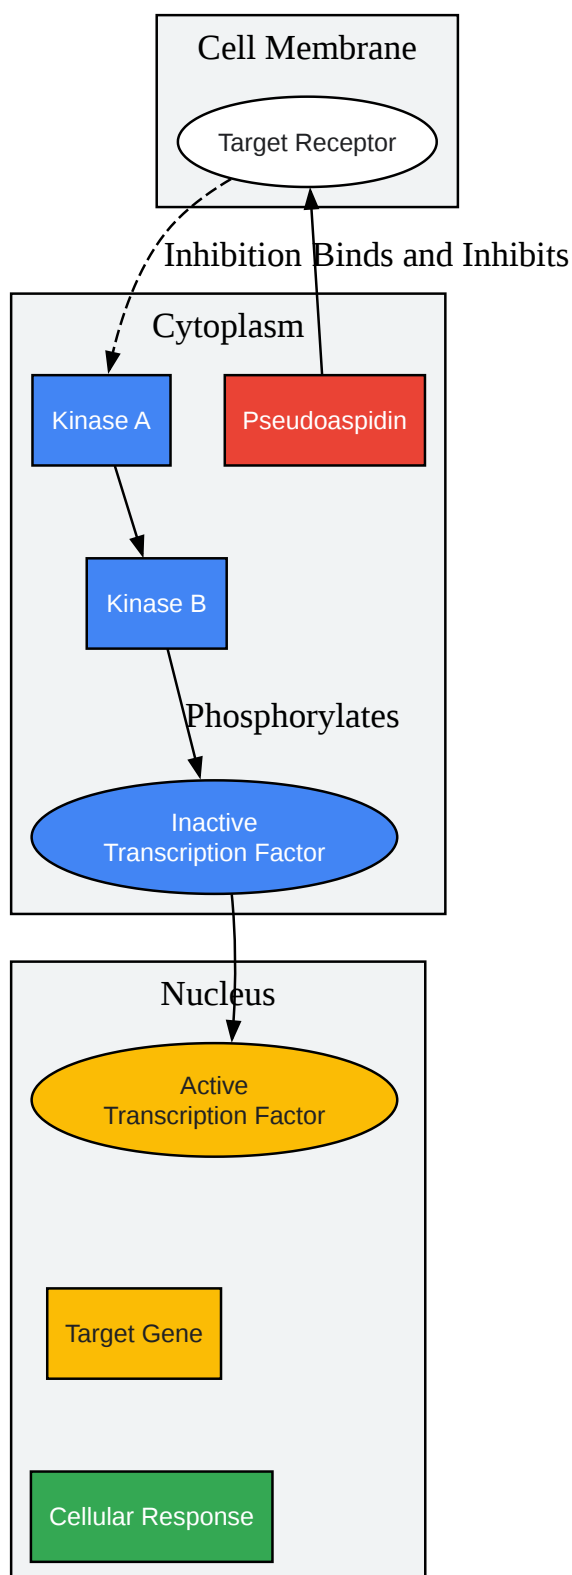 Cell Membrane
Target Receptor
Inhibition
Binds and Inhibits
Cytoplasm
Kinase A
Pseudoaspidin
Kinase B
Phosphorylates
Inactive
Transcription Factor
Nucleus
Active
Transcription Factor
Target Gene
Cellular Response